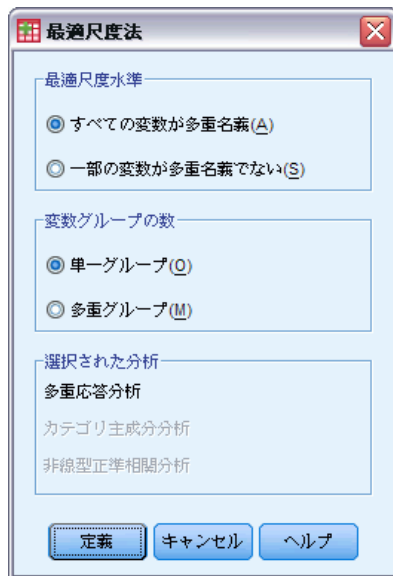 最適尺度法
最適尺度水準
すべての変数が多重名義(A)
一部の変数が多重名義でない(S)
変数グループの数
単一グループ(O)
多重グループ(M)
選択された分析
多重応答分析
カテゴリ主成分分析
非線型正準相関分析
定義 キャンセル ヘルプ